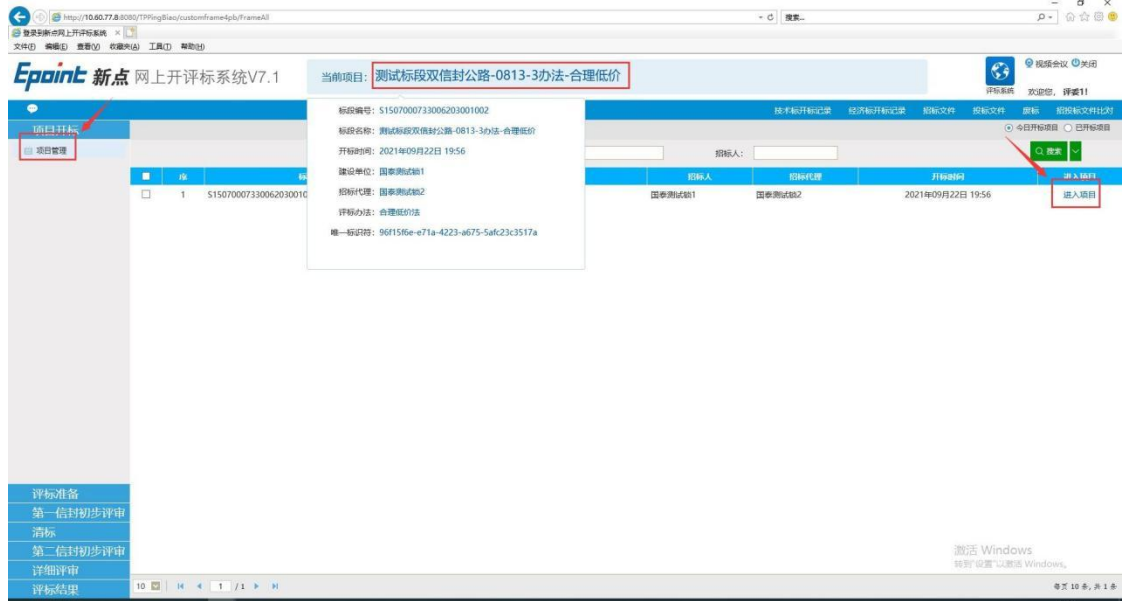 http://10.60.77.8:8080/TPPingBiao/customframe4pb/FrameAll
搜索...
登录到新点网上开评标系统
文件(F) 编辑(E) 查看(V) 收藏夹(A) 工具(T) 帮助(H)
Epoint 新点 网上开评标系统V7.1
当前项目: 测试标段双信封公路-0813-3办法-合理低价
评标系统
视频会议 关闭
欢迎您, 评委1!
技术标开标记录 经济标开标记录 招标文件 投标文件 废标 招投标文件比对
项目开标
今日开标项目 已开标项目
项目管理
标段编号: S1507000733006203001002
标段名称: 测试标段双信封公路-0813-3办法-合理低价
开标时间: 2021年09月22日 19:56
建设单位: 国泰测试锁1
招标代理: 国泰测试锁2
评标办法: 合理低价法
唯一标识符: 96f15f6e-e71a-4223-a675-5afc23c3517a
招标人:
搜索
序 标 招标人 招标代理 开标时间 进入项目
1 S15070007330062030010 国泰测试锁1 国泰测试锁2 2021年09月22日 19:56 进入项目
评标准备
第一信封初步评审
清标
第二信封初步评审
详细评审
评标结果
激活 Windows
转到"设置"以激活 Windows。
10 1 / 1
每页 10 条, 共 1 条